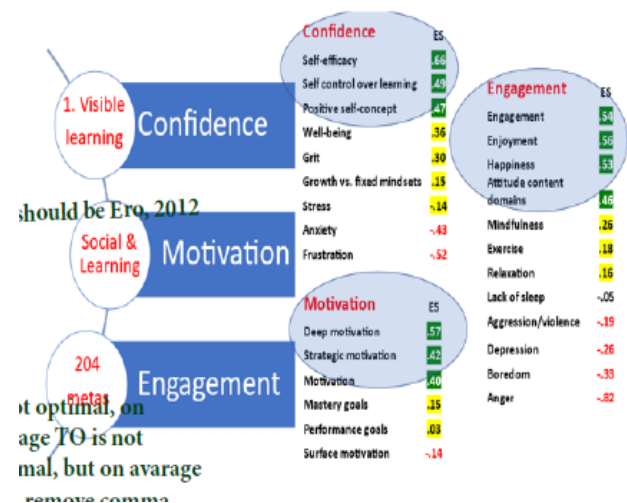 1. Visible
learning
Confidence
should be Ero, 2012
Social &
Learning
Motivation
204
metas
Engagement
ot optimal, on
age TO is not
mal, but on avarage
remove comma
Confidence ES
Self-efficacy .66
Self control over learning .49
Positive self-concept .47
Well-being .36
Grit .30
Growth vs. fixed mindsets .15
Stress -.14
Anxiety -.43
Frustration -.52
Motivation ES
Deep motivation .57
Strategic motivation .42
Motivation .40
Mastery goals .15
Performance goals .03
Surface motivation -.14
Engagement ES
Engagement .54
Enjoyment .56
Happiness .53
Attitude content
domains .46
Mindfulness .26
Exercise .18
Relaxation .16
Lack of sleep -.05
Aggression/violence -.19
Depression -.26
Boredom -.33
Anger -.82